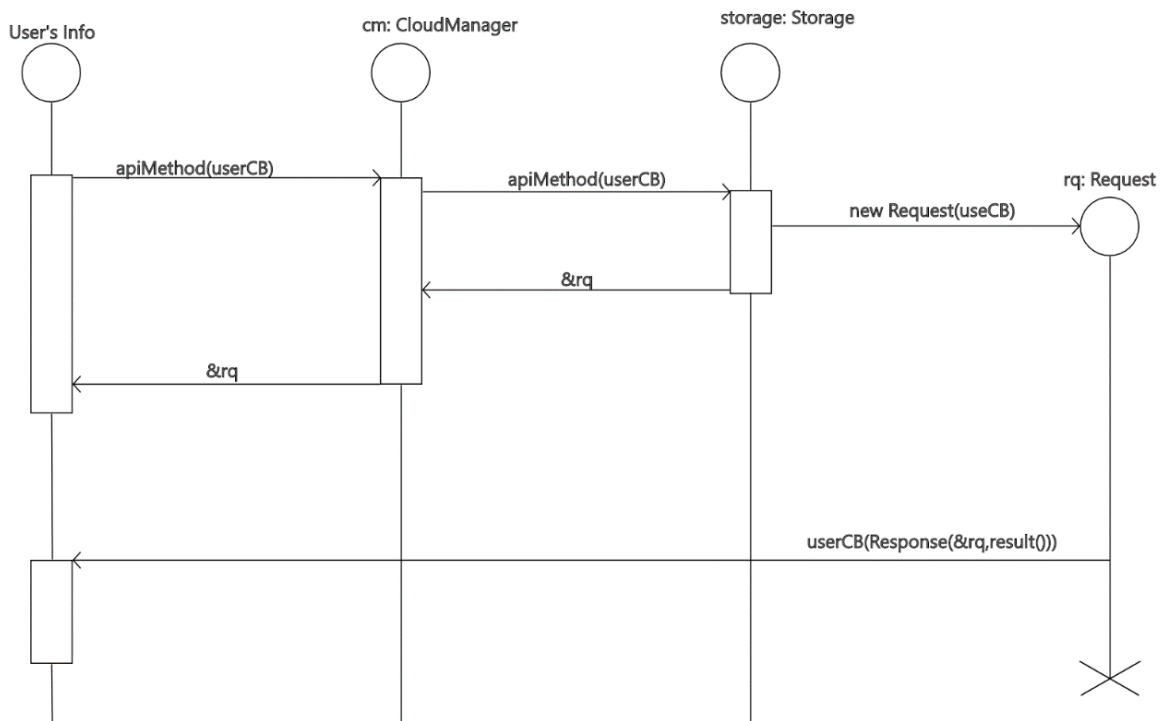 User's Info
cm: CloudManager
storage: Storage
apiMethod(userCB)
apiMethod(userCB)
rq: Request
new Request(useCB)
&rq
&rq
userCB(Response(&rq,result()))